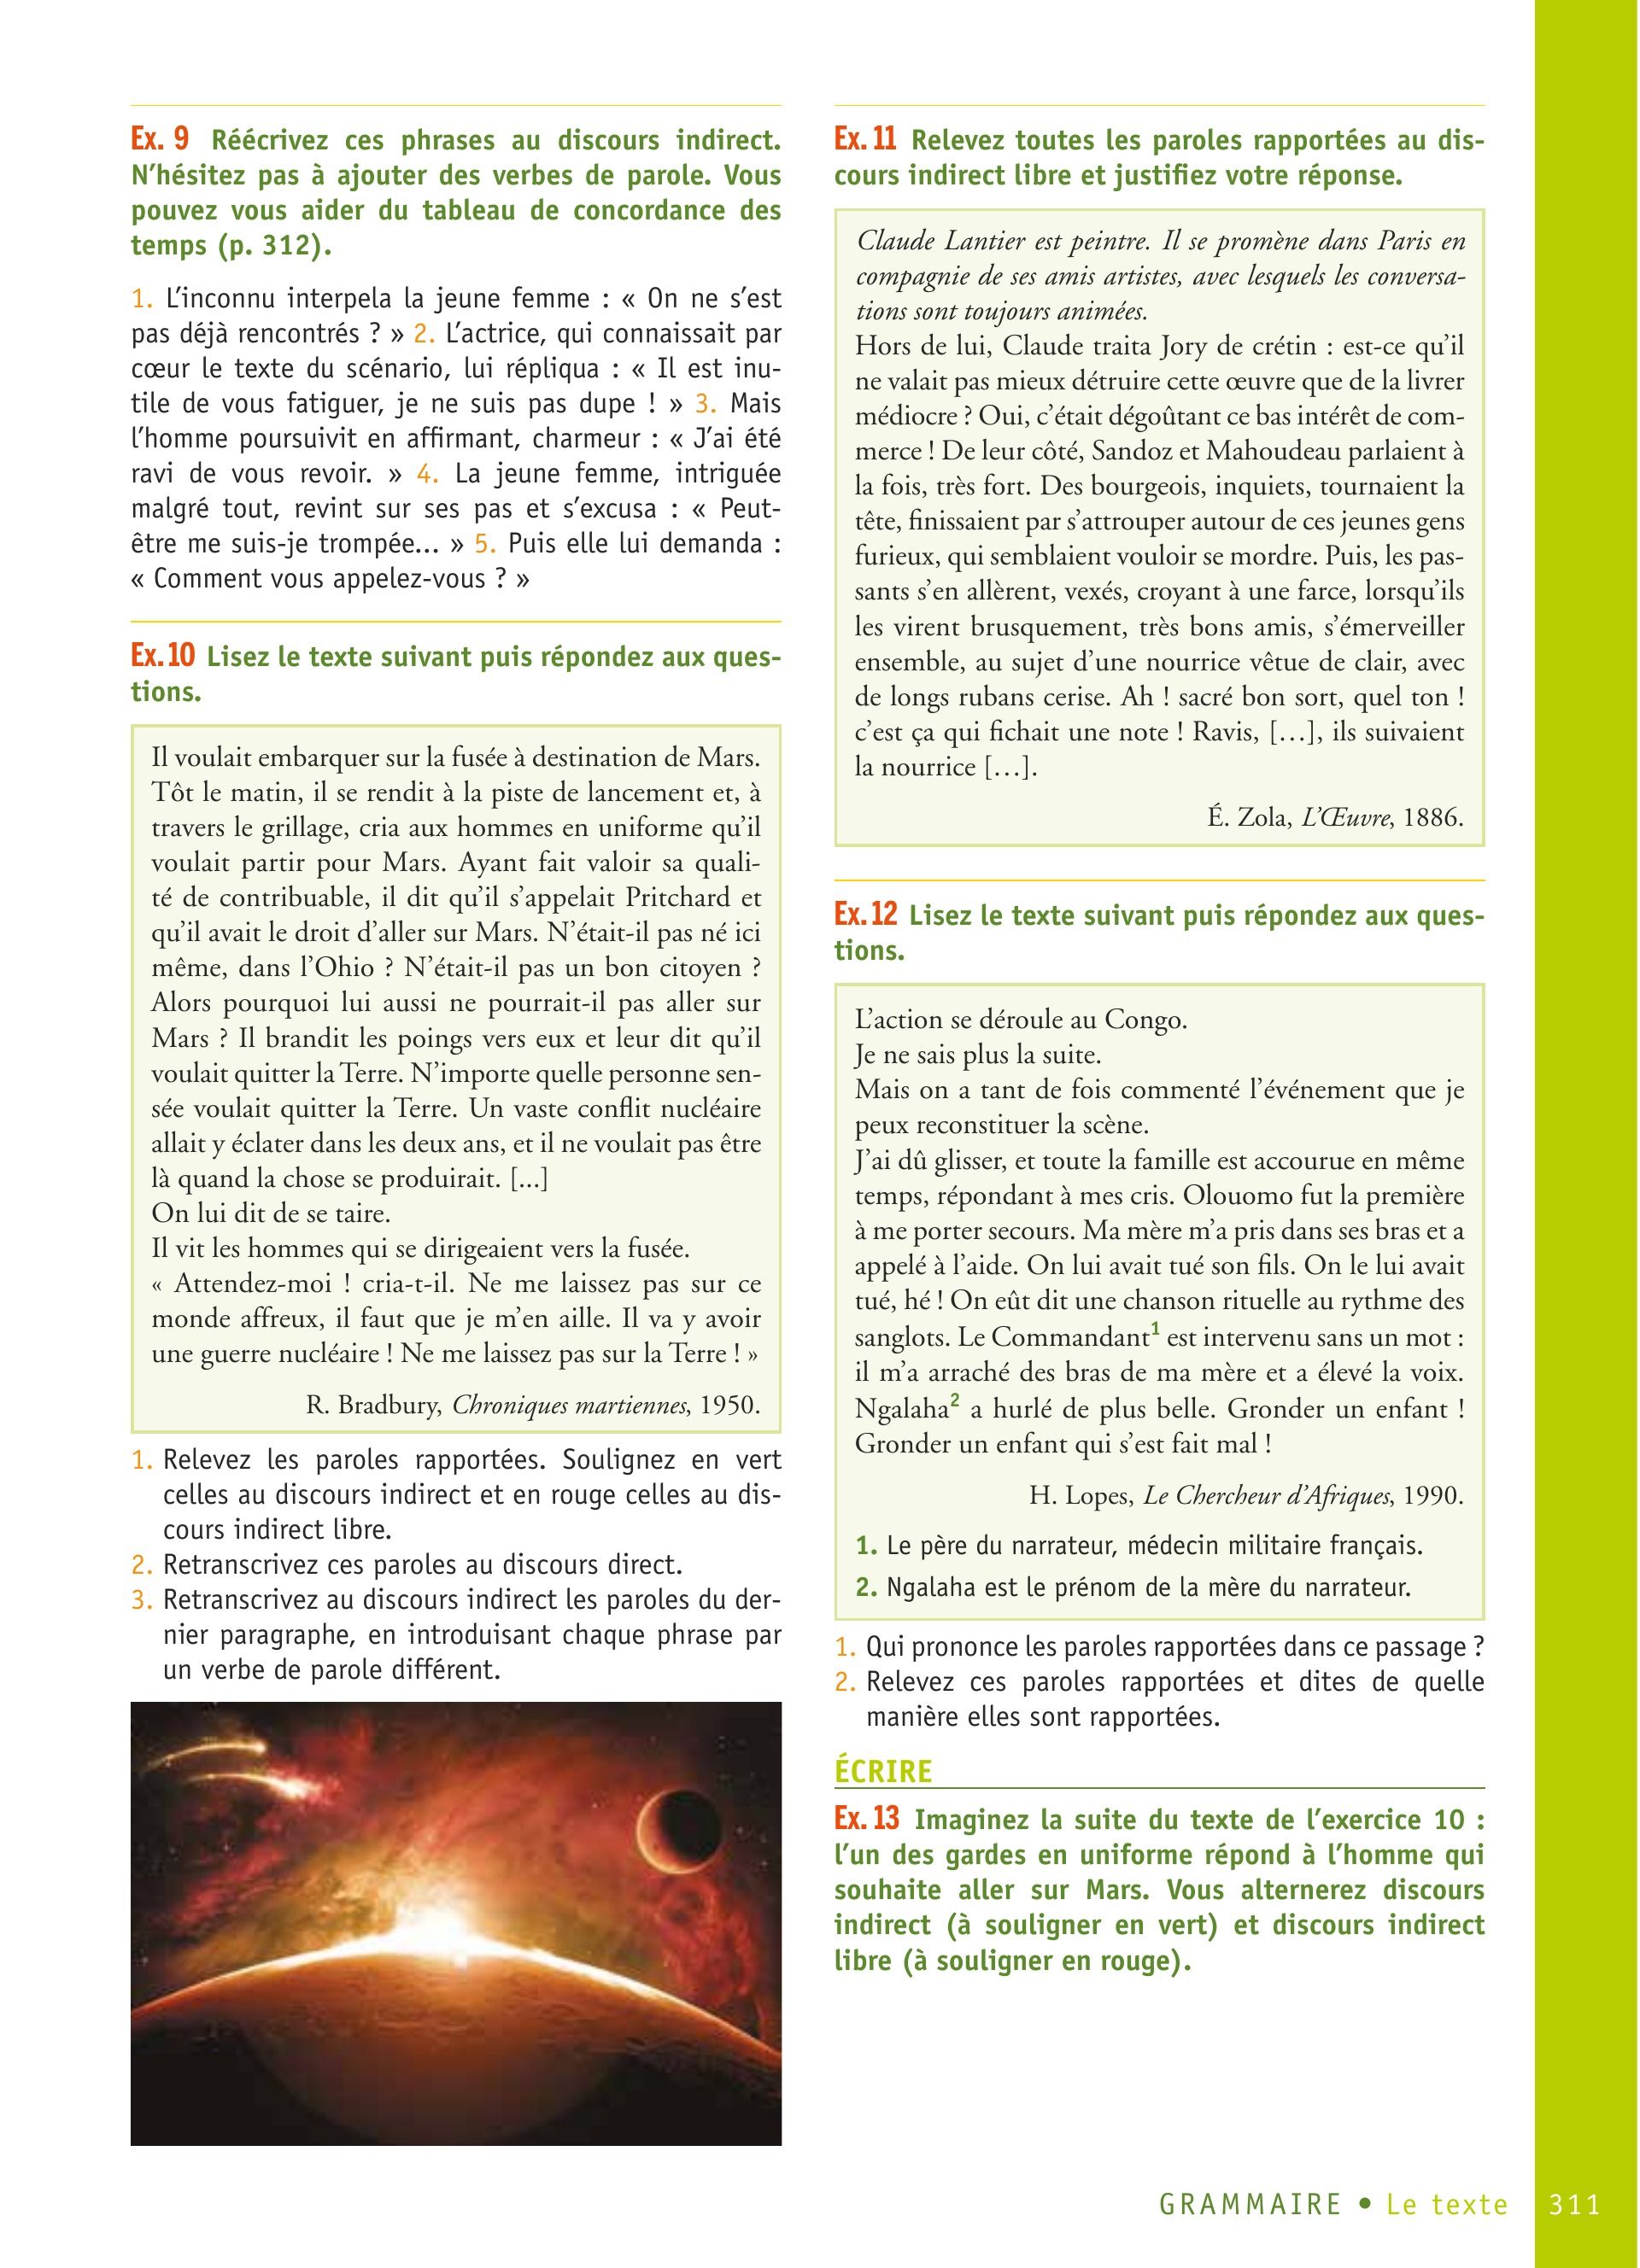 Ex. 9 Réécrivez ces phrases au discours indirect.
N’hésitez pas à ajouter des verbes de parole. Vous
pouvez vous aider du tableau de concordance des
temps (p. 312).
1. L’inconnu interpela la jeune femme : « On ne s’est
pas déjà rencontrés ? » 2. L’actrice, qui connaissait par
cœur le texte du scénario, lui répliqua : « Il est inu-
tile de vous fatiguer, je ne suis pas dupe ! » 3. Mais
l’homme poursuivit en affirmant, charmeur : « J’ai été
ravi de vous revoir. » 4. La jeune femme, intriguée
malgré tout, revint sur ses pas et s’excusa : « Peut-
être me suis-je trompée... » 5. Puis elle lui demanda :
« Comment vous appelez-vous ? »
Ex. 10 Lisez le texte suivant puis répondez aux ques-
tions.
Il voulait embarquer sur la fusée à destination de Mars.
Tôt le matin, il se rendit à la piste de lancement et, à
travers le grillage, cria aux hommes en uniforme qu’il
voulait partir pour Mars. Ayant fait valoir sa quali-
té de contribuable, il dit qu’il s’appelait Pritchard et
qu’il avait le droit d’aller sur Mars. N’était-il pas né ici
même, dans l’Ohio ? N’était-il pas un bon citoyen ?
Alors pourquoi lui aussi ne pourrait-il pas aller sur
Mars ? Il brandit les poings vers eux et leur dit qu’il
voulait quitter la Terre. N’importe quelle personne sen-
sée voulait quitter la Terre. Un vaste conflit nucléaire
allait y éclater dans les deux ans, et il ne voulait pas être
là quand la chose se produirait. [...]
On lui dit de se taire.
Il vit les hommes qui se dirigeaient vers la fusée.
« Attendez-moi ! cria-t-il. Ne me laissez pas sur ce
monde affreux, il faut que je m’en aille. Il va y avoir
une guerre nucléaire ! Ne me laissez pas sur la Terre ! »
R. Bradbury, Chroniques martiennes, 1950.
1. Relevez les paroles rapportées. Soulignez en vert
celles au discours indirect et en rouge celles au dis-
cours indirect libre.
2. Retranscrivez ces paroles au discours direct.
3. Retranscrivez au discours indirect les paroles du der-
nier paragraphe, en introduisant chaque phrase par
un verbe de parole différent.
Ex. 11 Relevez toutes les paroles rapportées au dis-
cours indirect libre et justifiez votre réponse.
Claude Lantier est peintre. Il se promène dans Paris en
compagnie de ses amis artistes, avec lesquels les conversa-
tions sont toujours animées.
Hors de lui, Claude traita Jory de crétin : est-ce qu’il
ne valait pas mieux détruire cette œuvre que de la livrer
médiocre ? Oui, c’était dégoûtant ce bas intérêt de com-
merce ! De leur côté, Sandoz et Mahoudeau parlaient à
la fois, très fort. Des bourgeois, inquiets, tournaient la
tête, finissaient par s’attrouper autour de ces jeunes gens
furieux, qui semblaient vouloir se mordre. Puis, les pas-
sants s’en allèrent, vexés, croyant à une farce, lorsqu’ils
les virent brusquement, très bons amis, s’émerveiller
ensemble, au sujet d’une nourrice vêtue de clair, avec
de longs rubans cerise. Ah ! sacré bon sort, quel ton !
c’est ça qui fichait une note ! Ravis, [...], ils suivaient
la nourrice [...].
É. Zola, L’Œuvre, 1886.
Ex. 12 Lisez le texte suivant puis répondez aux ques-
tions.
L’action se déroule au Congo.
Je ne sais plus la suite.
Mais on a tant de fois commenté l’événement que je
peux reconstituer la scène.
J’ai dû glisser, et toute la famille est accourue en même
temps, répondant à mes cris. Olouomo fut la première
à me porter secours. Ma mère m’a pris dans ses bras et a
appelé à l’aide. On lui avait tué son fils. On le lui avait
tué, hé ! On eût dit une chanson rituelle au rythme des
sanglots. Le Commandant1 est intervenu sans un mot :
il m’a arraché des bras de ma mère et a élevé la voix.
Ngalaha2 a hurlé de plus belle. Gronder un enfant !
Gronder un enfant qui s’est fait mal !
H. Lopes, Le Chercheur d’Afriques, 1990.
1. Le père du narrateur, médecin militaire français.
2. Ngalaha est le prénom de la mère du narrateur.
1. Qui prononce les paroles rapportées dans ce passage ?
2. Relevez ces paroles rapportées et dites de quelle
manière elles sont rapportées.
ÉCRIRE
Ex. 13 Imaginez la suite du texte de l’exercice 10 :
l’un des gardes en uniforme répond à l’homme qui
souhaite aller sur Mars. Vous alternerez discours
indirect (à souligner en vert) et discours indirect
libre (à souligner en rouge).
GRAMMAIRE • Le texte 311